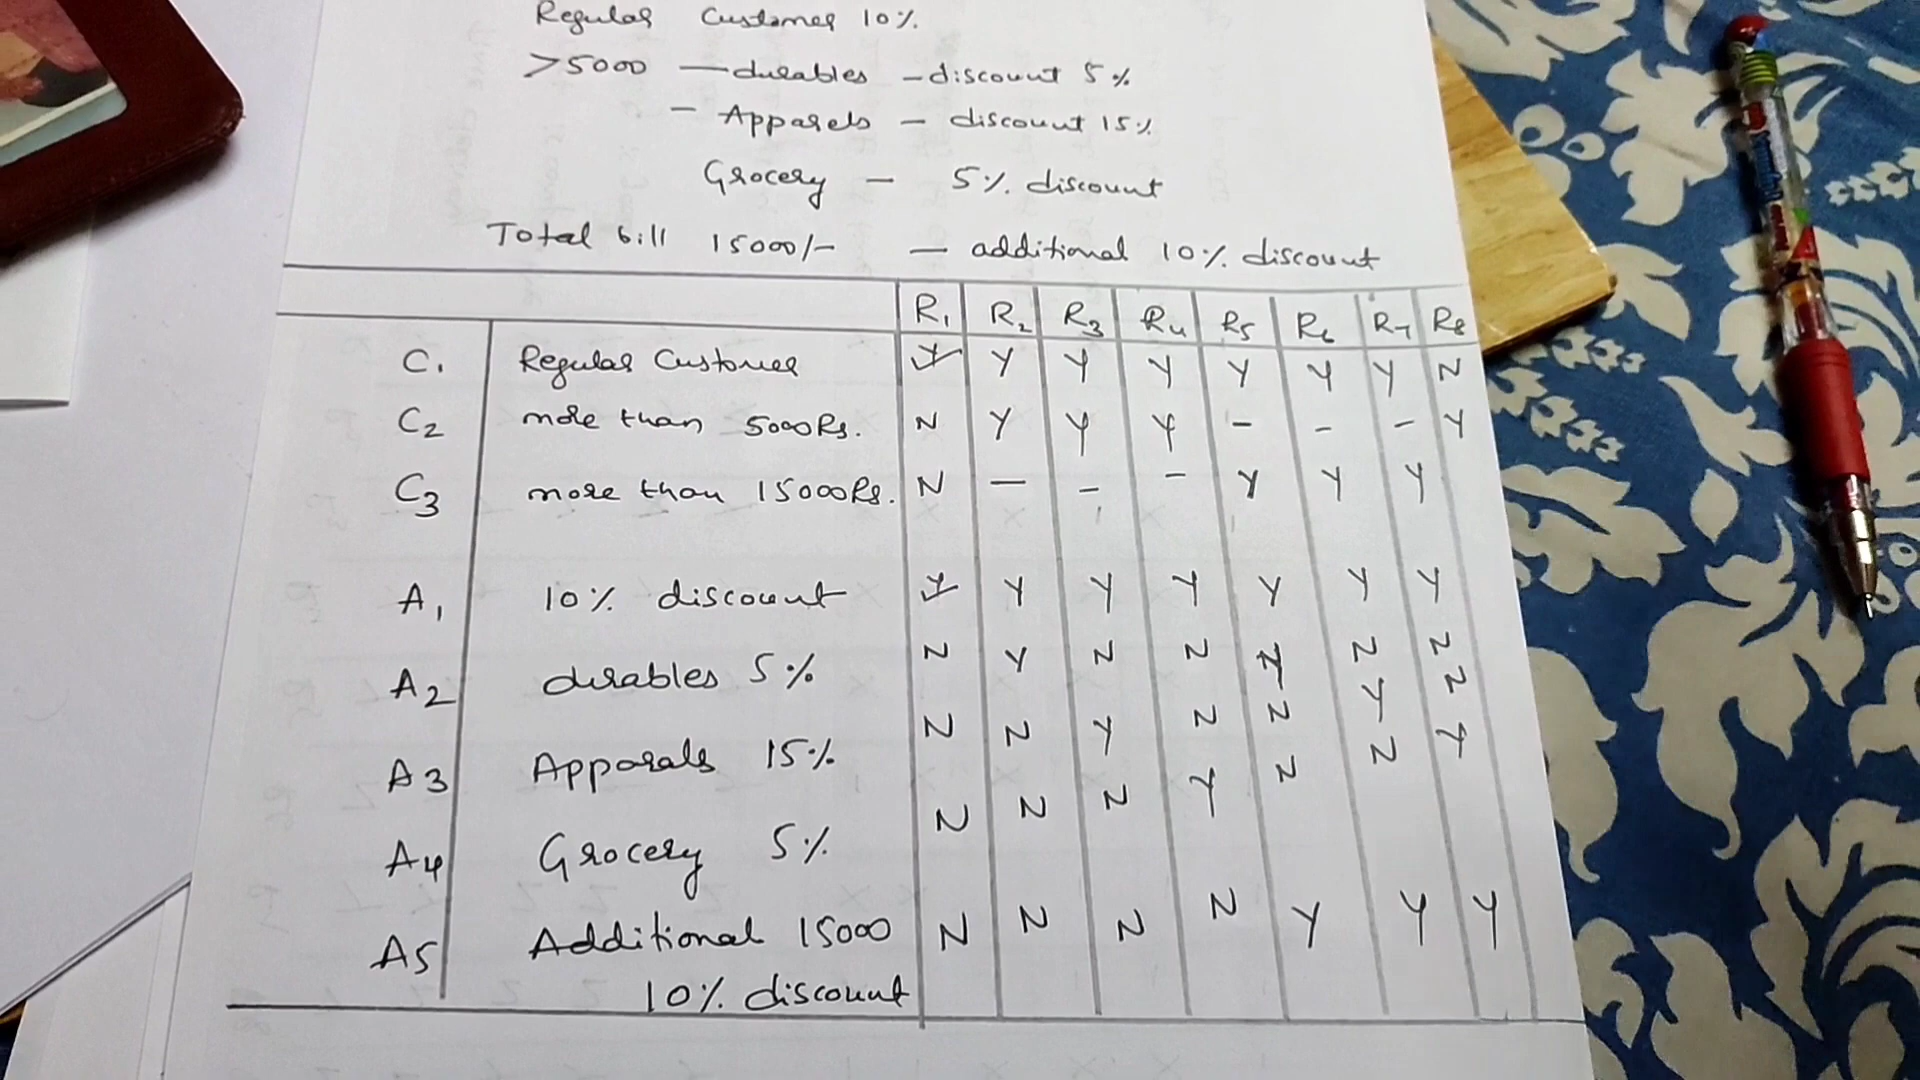 Regular Customer 10%
>5000 — durables - discount 5%
- Apparels - discount 15%
Grocery - 5% discount
Total bill 15000/- - additional 10% discount
R1 R2 R3 R4 R5 R6 R7 R8
C1 Regular Customer Y Y Y Y Y Y Y N
C2 more than 5000Rs. N Y Y Y - - - Y
C3 more than 15000Rs. N - - - Y Y Y
A1 10% discount Y Y Y Y Y Y Y
A2 durables 5% N Y N N N N
A3 Apparals 15% N N Y N N Y N
A4 Grocery 5% N N N Y N N Y
A5 Additional 15000 N N N N Y Y Y
10% discount